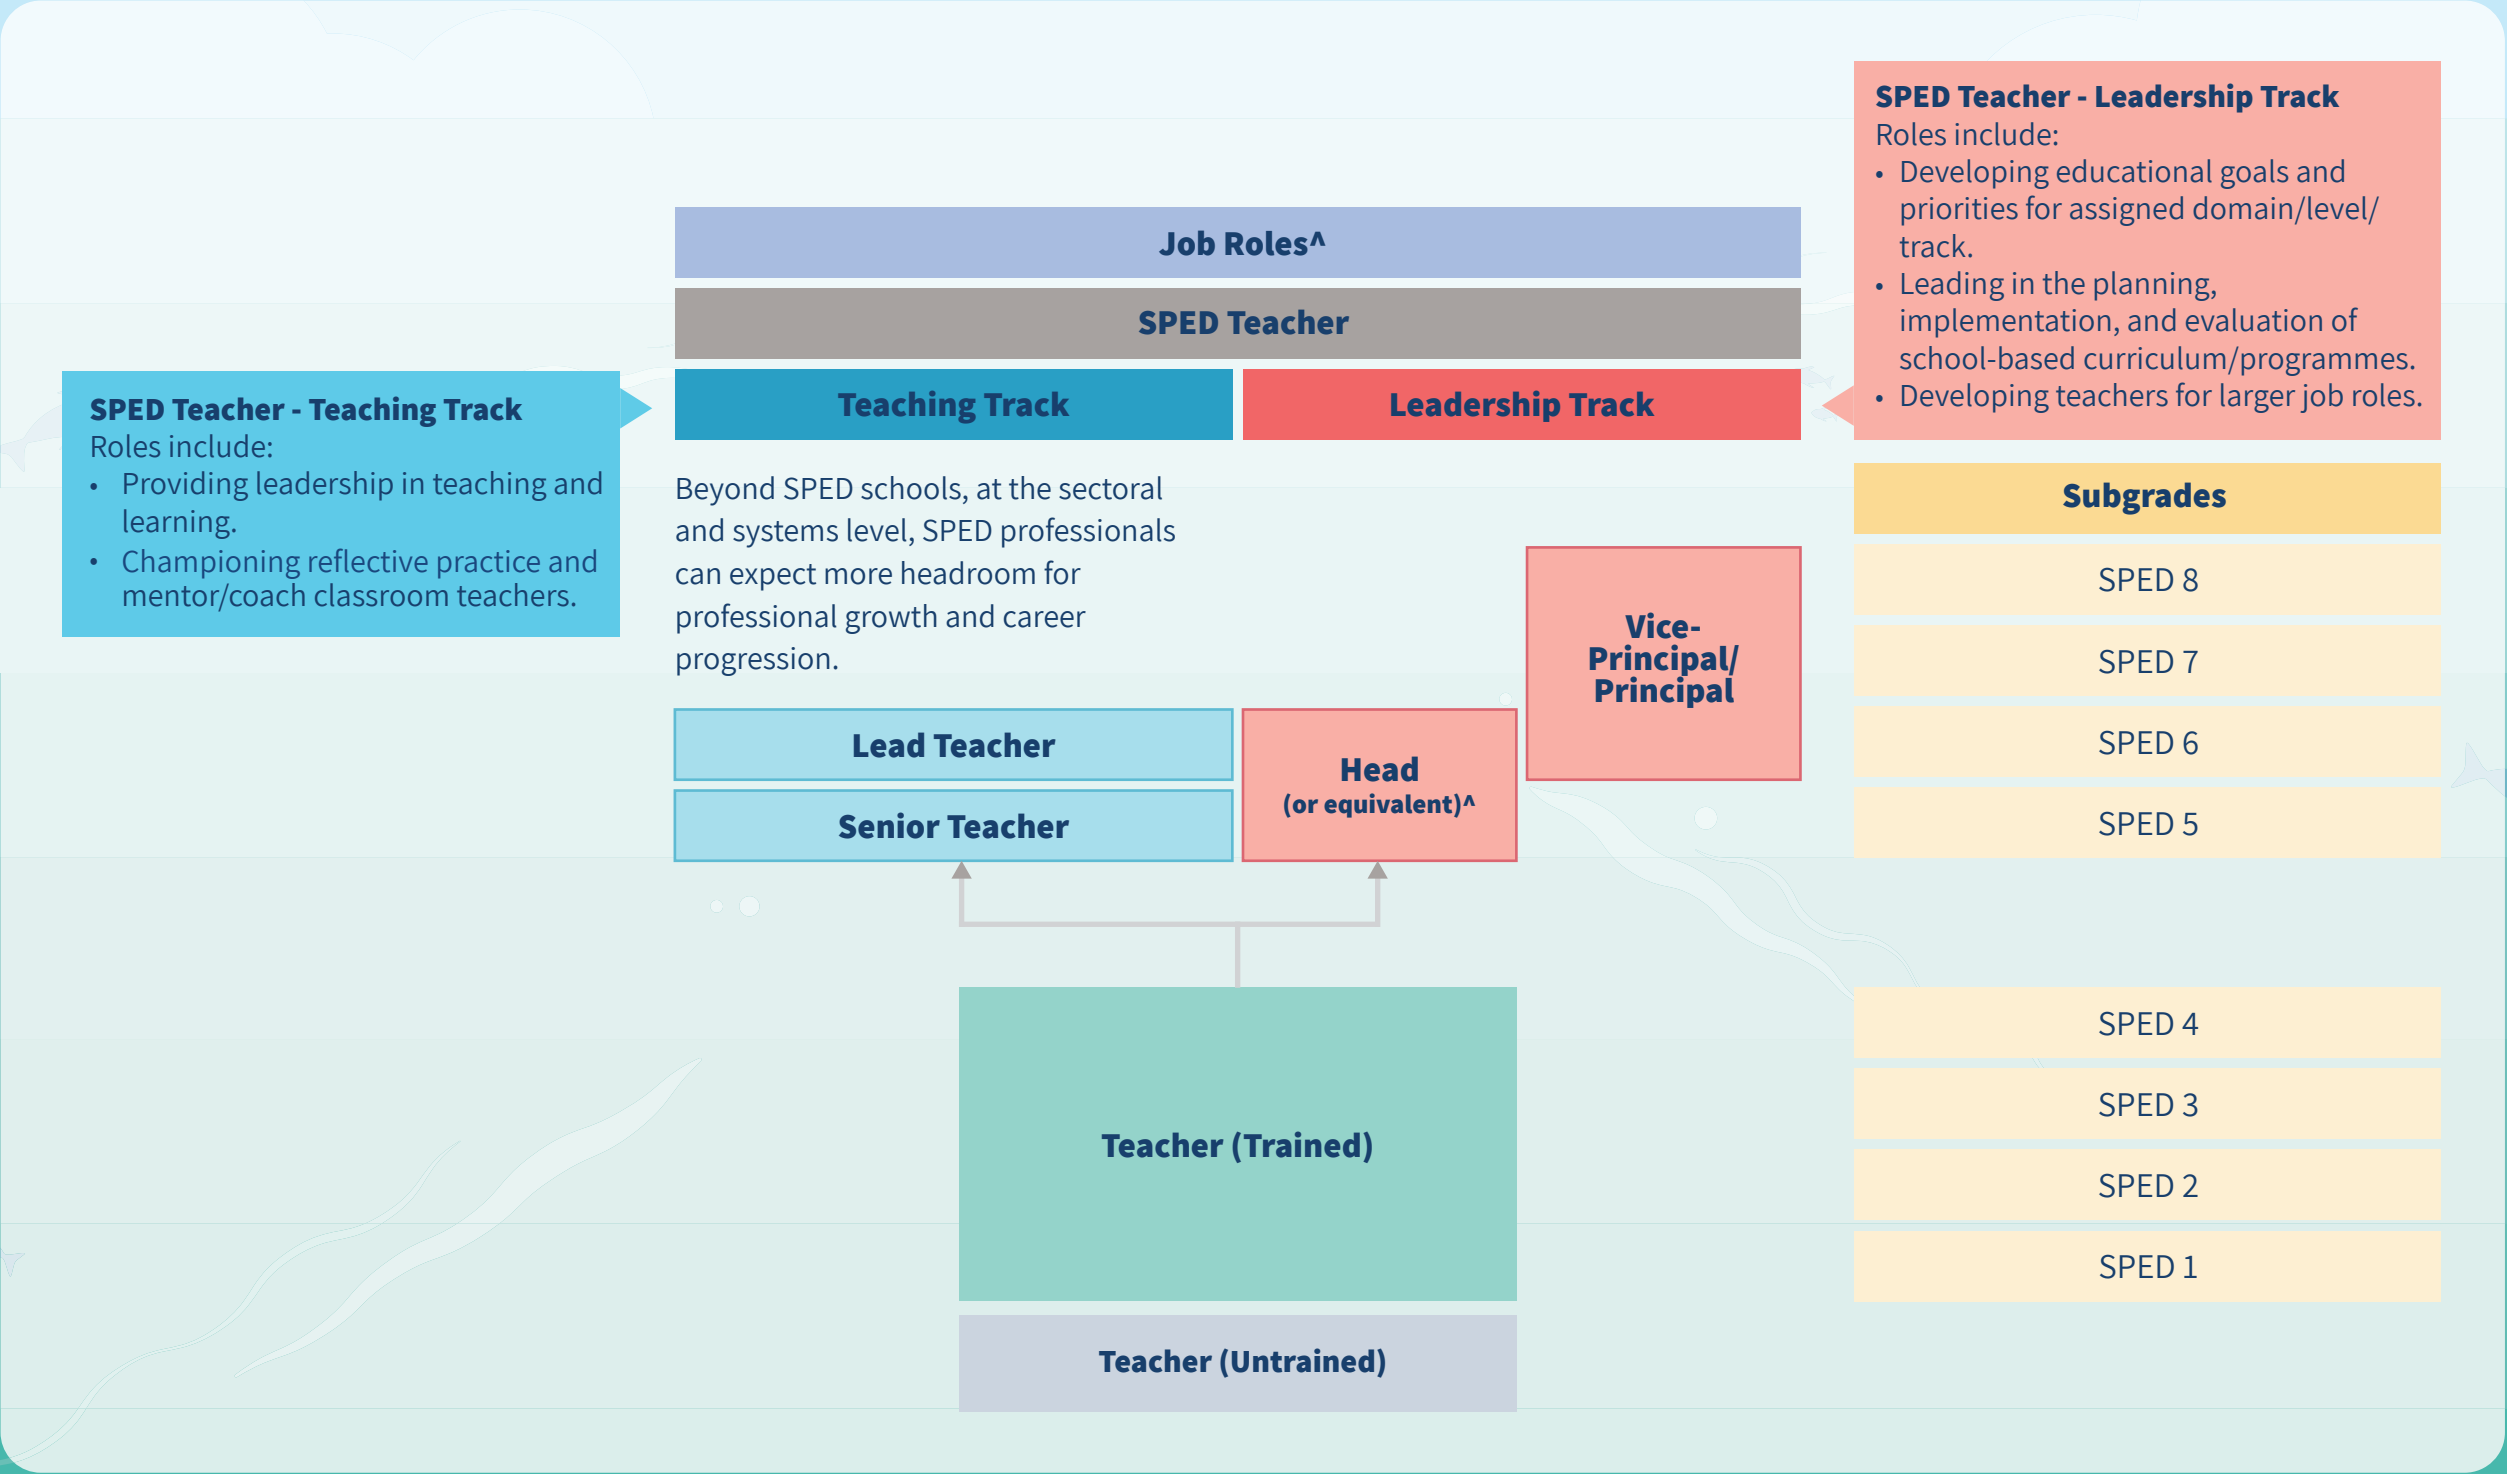 Job Roles^
SPED Teacher
Teaching Track
Leadership Track
SPED Teacher - Teaching Track
Roles include:
• Providing leadership in teaching and
learning.
• Championing reflective practice and
mentor/coach classroom teachers.
SPED Teacher - Leadership Track
Roles include:
• Developing educational goals and
priorities for assigned domain/level/
track.
• Leading in the planning,
implementation, and evaluation of
school-based curriculum/programmes.
• Developing teachers for larger job roles.
Beyond SPED schools, at the sectoral
and systems level, SPED professionals
can expect more headroom for
professional growth and career
progression.
Vice-
Principal/
Principal
Lead Teacher
Senior Teacher
Head
(or equivalent)^
Teacher (Trained)
Teacher (Untrained)
Subgrades
SPED 8
SPED 7
SPED 6
SPED 5
SPED 4
SPED 3
SPED 2
SPED 1